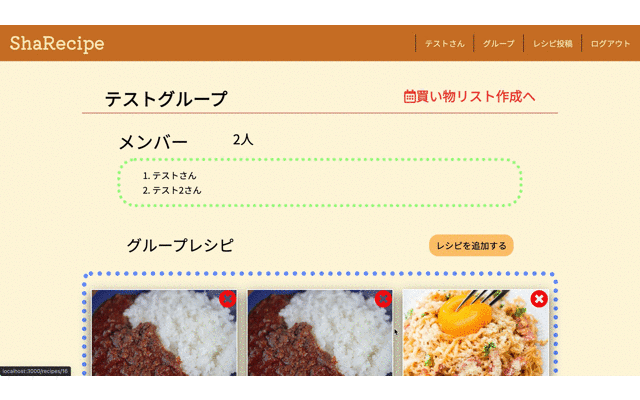 ShaRecipe
テストさん
グループ
レシピ投稿
ログアウト
テストグループ
買い物リスト作成へ
メンバー
2人
1. テストさん
2. テスト2さん
グループレシピ
レシピを追加する
localhost:3000/recipes/16